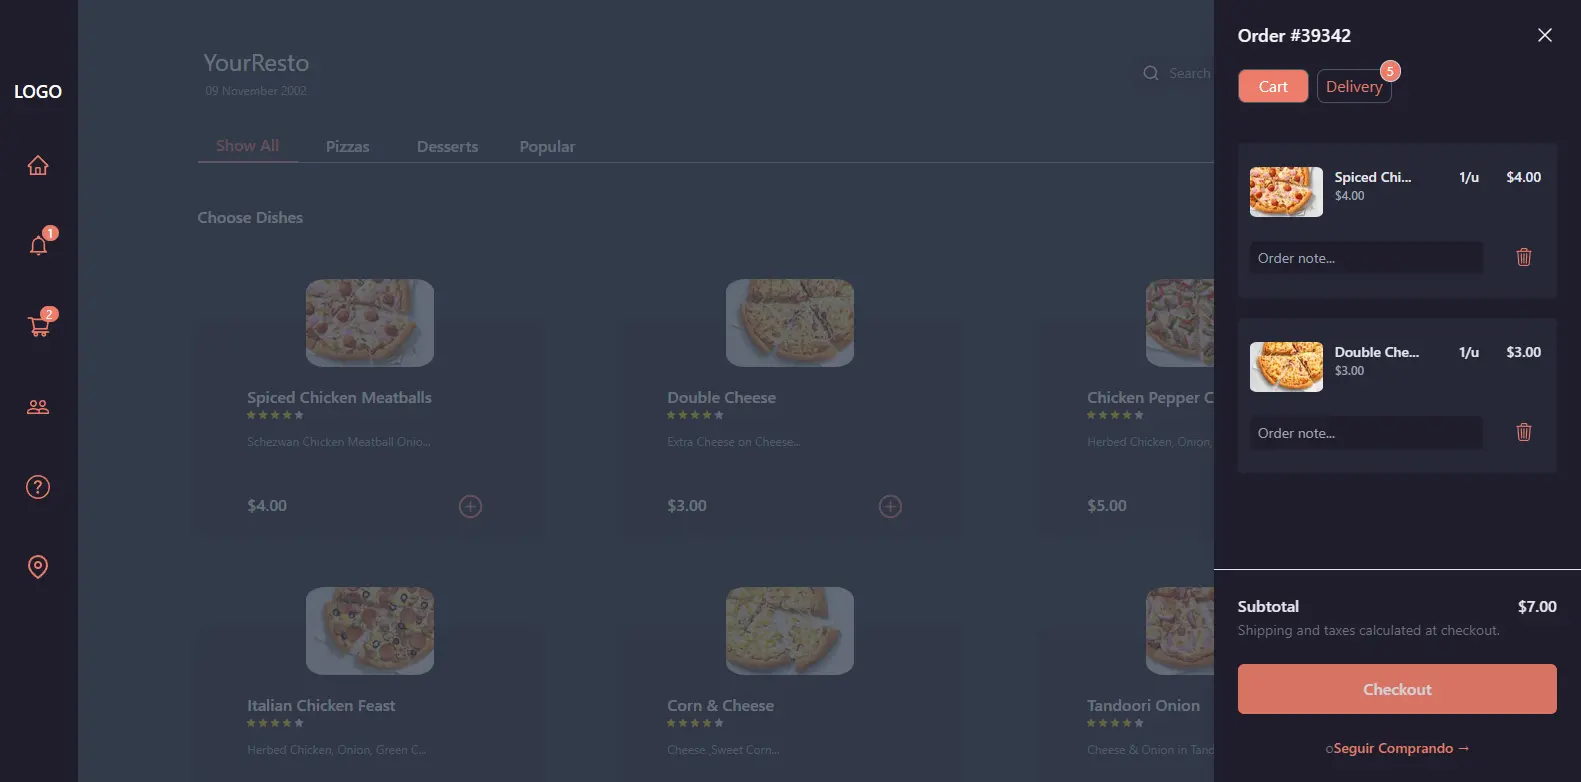 LOGO
1
2
YourResto
09 November 2002
Search
Show All
Pizzas
Desserts
Popular
Choose Dishes
Spiced Chicken Meatballs
Schezwan Chicken Meatball Onio...
$4.00
Double Cheese
Extra Cheese on Cheese...
$3.00
Chicken Pepper C
Herbed Chicken, Onion,
$5.00
Italian Chicken Feast
Herbed Chicken, Onion, Green C...
Corn & Cheese
Cheese ,Sweet Corn...
Tandoori Onion
Cheese & Onion in Tand
Order #39342
Cart
Delivery
5
Spiced Chi...
1/u
$4.00
$4.00
Order note...
Double Che...
1/u
$3.00
$3.00
Order note...
Subtotal
$7.00
Shipping and taxes calculated at checkout.
Checkout
oSeguir Comprando →